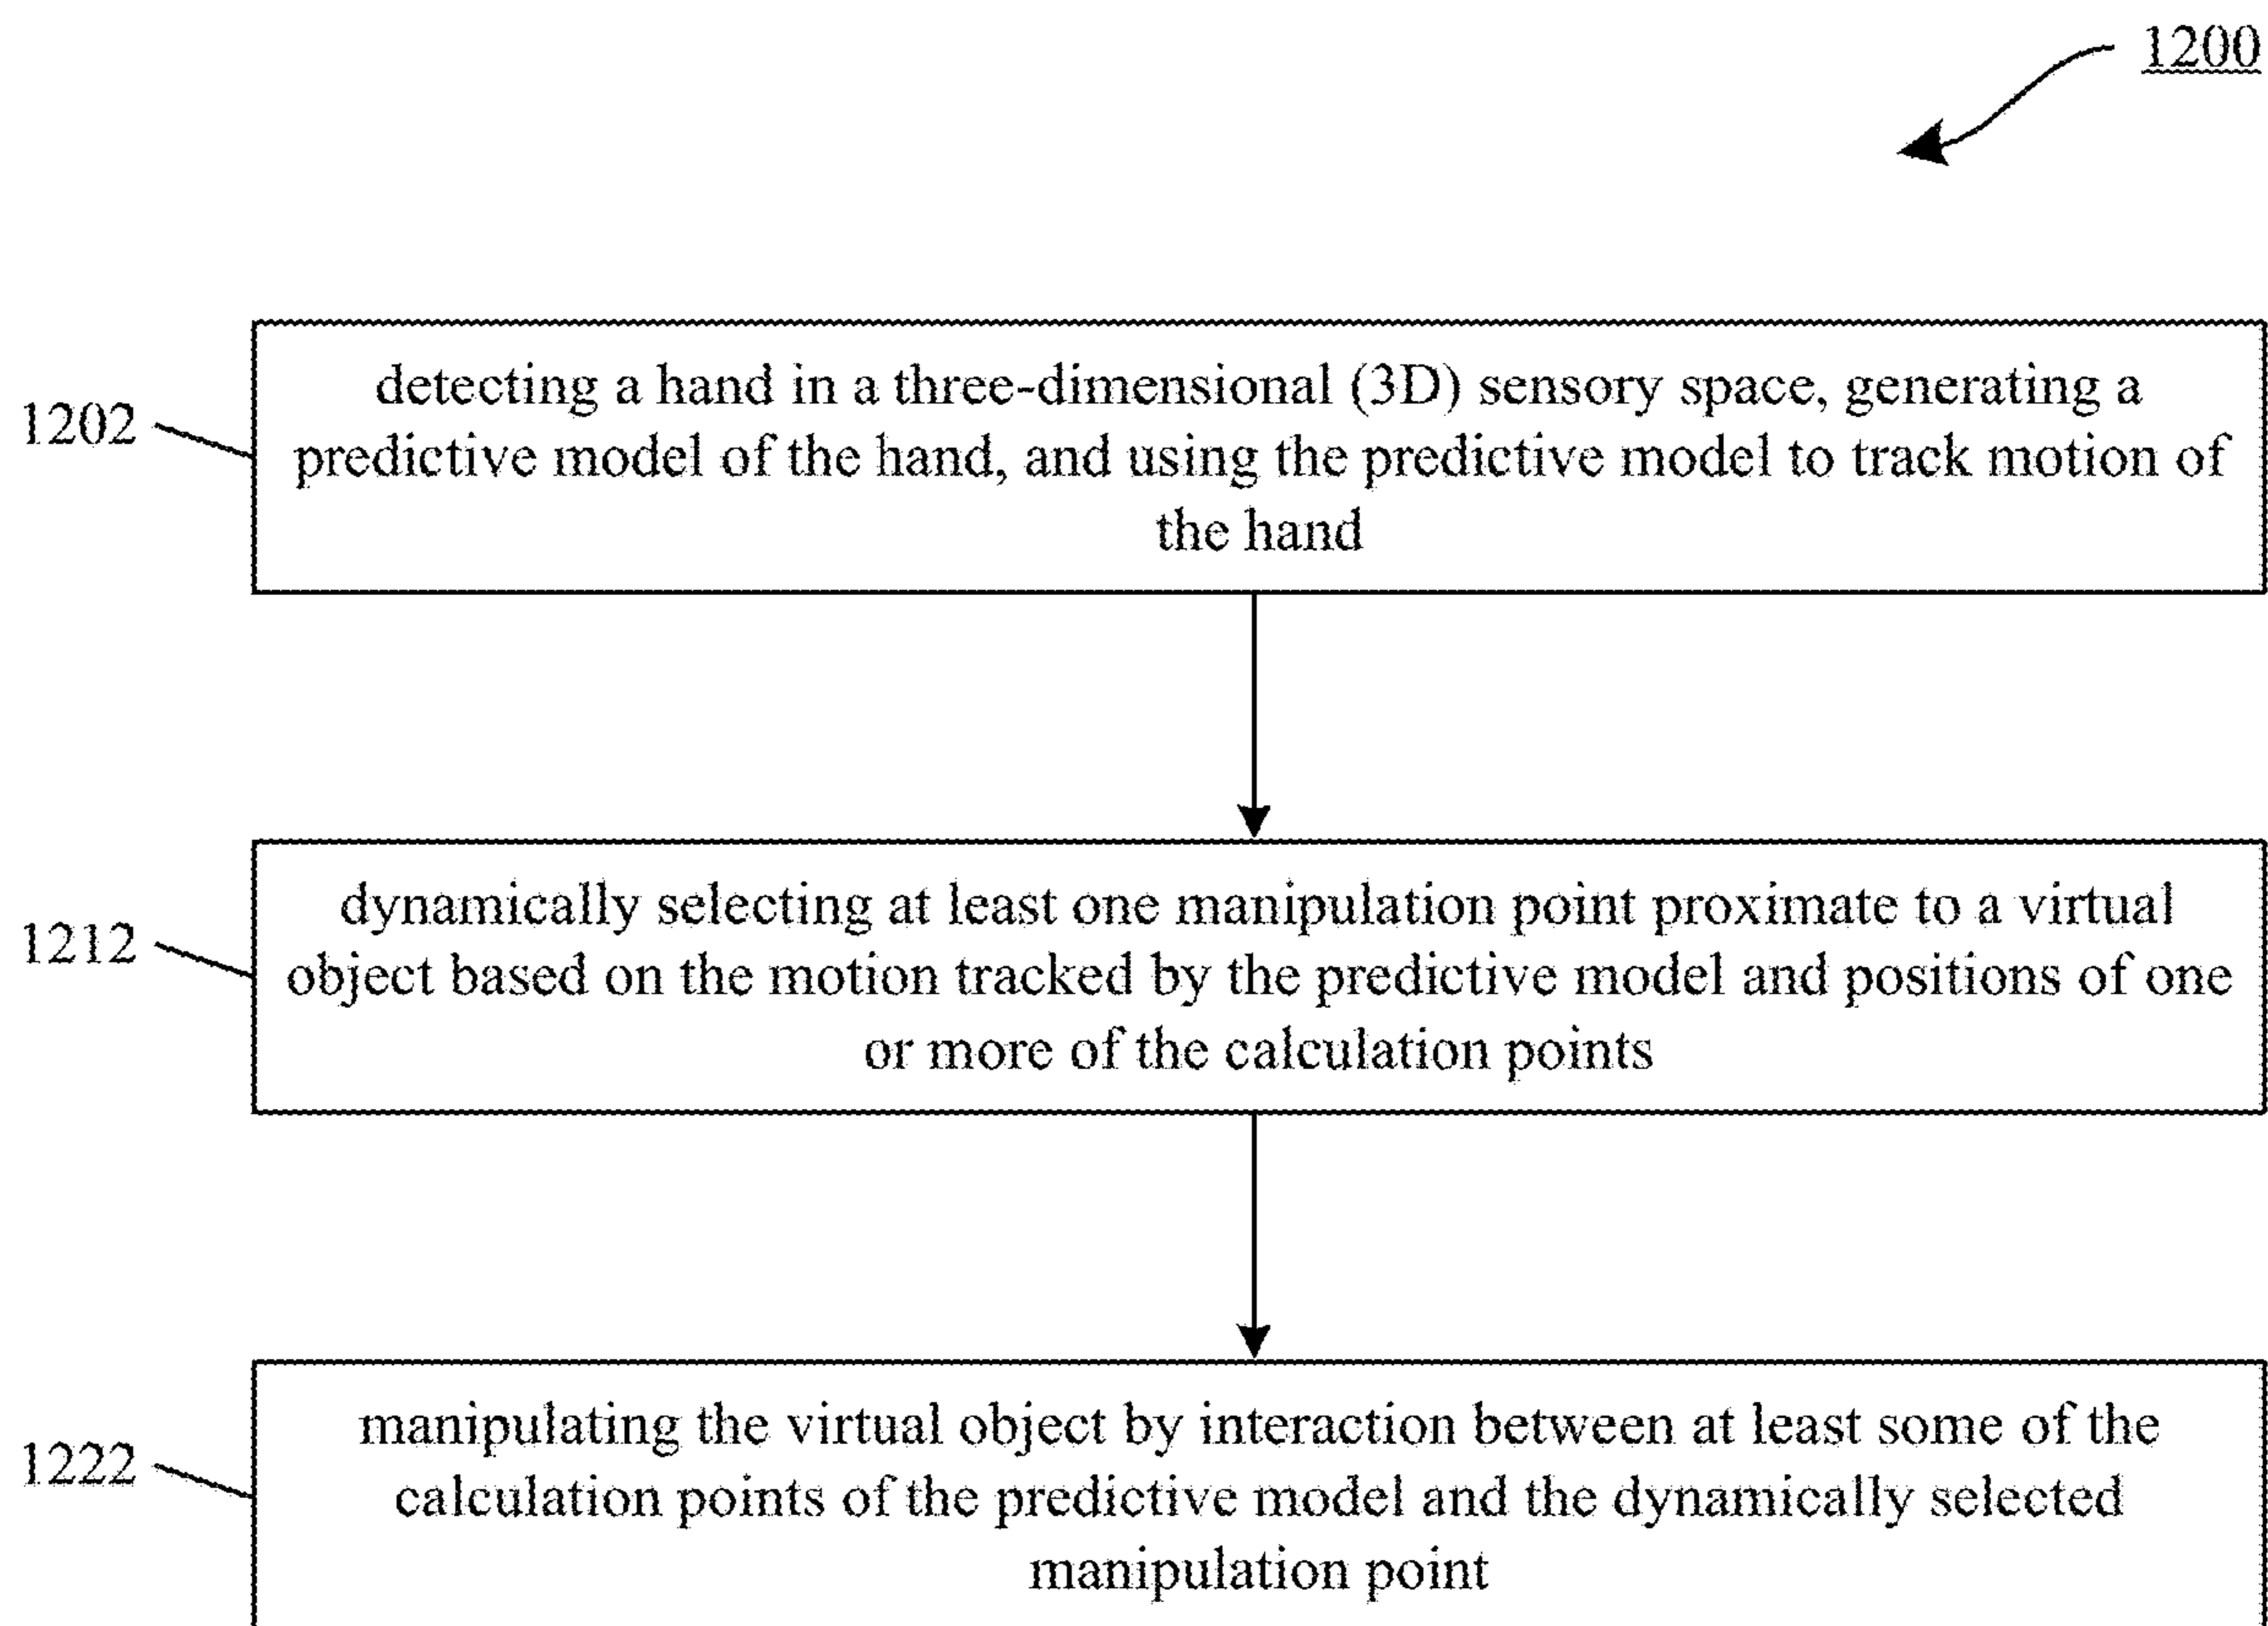 1200
1202
detecting a hand in a three-dimensional (3D) sensory space, generating a
predictive model of the hand, and using the predictive model to track motion of
the hand
1212
dynamically selecting at least one manipulation point proximate to a virtual
object based on the motion tracked by the predictive model and positions of one
or more of the calculation points
1222
manipulating the virtual object by interaction between at least some of the
calculation points of the predictive model and the dynamically selected
manipulation point